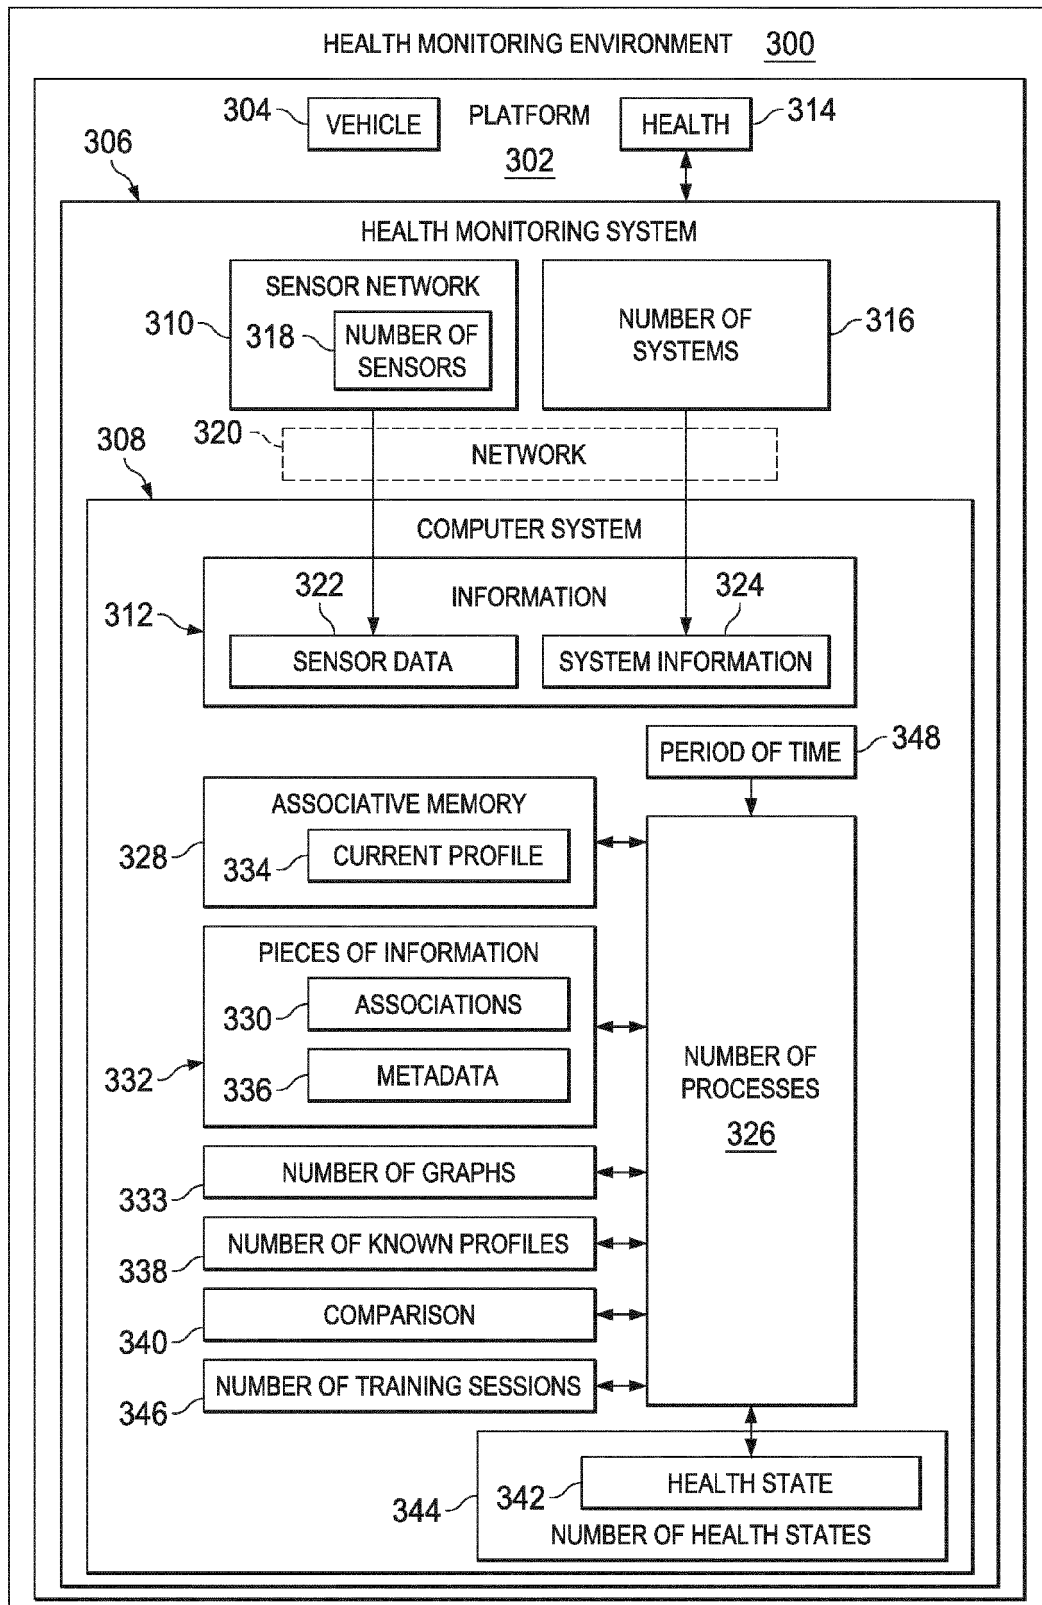 HEALTH MONITORING ENVIRONMENT 300
304 VEHICLE PLATFORM 302 HEALTH 314
306
HEALTH MONITORING SYSTEM
SENSOR NETWORK
310
318 NUMBER OF
SENSORS
NUMBER OF
SYSTEMS
316
320 NETWORK
308
COMPUTER SYSTEM
322 INFORMATION 324
312
SENSOR DATA SYSTEM INFORMATION
PERIOD OF TIME 348
ASSOCIATIVE MEMORY
328
334 CURRENT PROFILE
PIECES OF INFORMATION
330 ASSOCIATIONS
332
336 METADATA
NUMBER OF
PROCESSES
326
NUMBER OF GRAPHS
333
NUMBER OF KNOWN PROFILES
338
COMPARISON
340
NUMBER OF TRAINING SESSIONS
346
342 HEALTH STATE
344
NUMBER OF HEALTH STATES